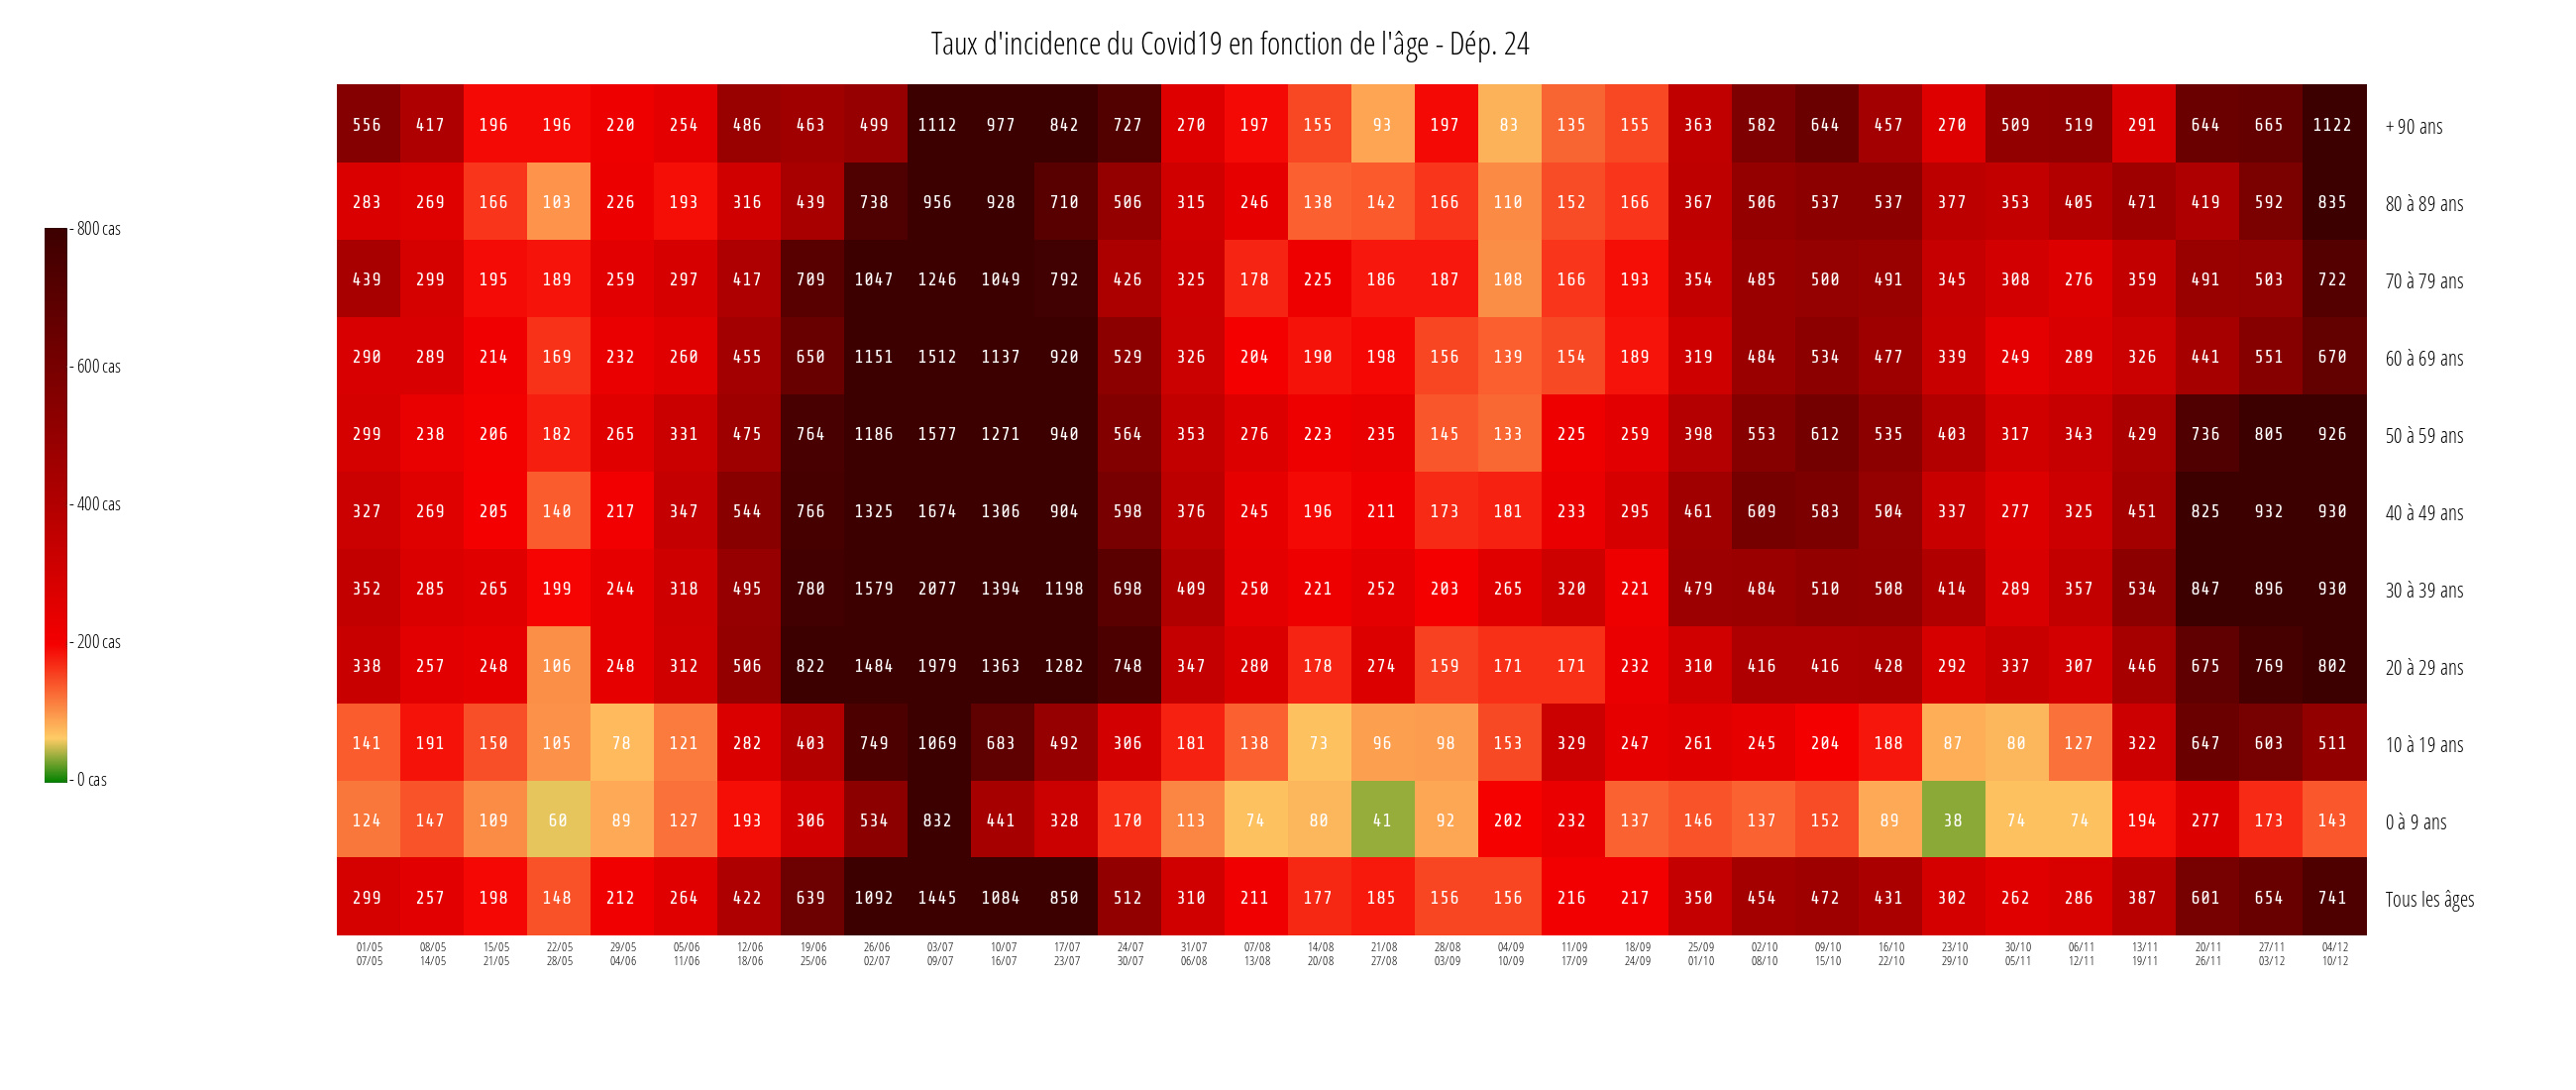 Taux d'incidence du Covid19 en fonction de l'âge - Dép. 24
- 800 cas
- 600 cas
- 400 cas
- 200 cas
- 0 cas
556 417 196 196 220 254 486 463 499 1112 977 842 727 270 197 155 93 197 83 135 155 363 582 644 457 270 509 519 291 644 665 1122 + 90 ans
283 269 166 103 226 193 316 439 738 956 928 710 506 315 246 138 142 166 110 152 166 367 506 537 537 377 353 405 471 419 592 835 80 à 89 ans
439 299 195 189 259 297 417 709 1047 1246 1049 792 426 325 178 225 186 187 108 166 193 354 485 500 491 345 308 276 359 491 503 722 70 à 79 ans
290 289 214 169 232 260 455 650 1151 1512 1137 920 529 326 204 190 198 156 139 154 189 319 484 534 477 339 249 289 326 441 551 670 60 à 69 ans
299 238 206 182 265 331 475 764 1186 1577 1271 940 564 353 276 223 235 145 133 225 259 398 553 612 535 403 317 343 429 736 805 926 50 à 59 ans
327 269 205 140 217 347 544 766 1325 1674 1306 904 598 376 245 196 211 173 181 233 295 461 609 583 504 337 277 325 451 825 932 930 40 à 49 ans
352 285 265 199 244 318 495 780 1579 2077 1394 1198 698 409 250 221 252 203 265 320 221 479 484 510 508 414 289 357 534 847 896 930 30 à 39 ans
338 257 248 106 248 312 506 822 1484 1979 1363 1282 748 347 280 178 274 159 171 171 232 310 416 416 428 292 337 307 446 675 769 802 20 à 29 ans
141 191 150 105 78 121 282 403 749 1069 683 492 306 181 138 73 96 98 153 329 247 261 245 204 188 87 80 127 322 647 603 511 10 à 19 ans
124 147 109 60 89 127 193 306 534 832 441 328 170 113 74 80 41 92 202 232 137 146 137 152 89 38 74 74 194 277 173 143 0 à 9 ans
299 257 198 148 212 264 422 639 1092 1445 1084 850 512 310 211 177 185 156 156 216 217 350 454 472 431 302 262 286 387 601 654 741 Tous les âges
01/05 08/05 15/05 22/05 29/05 05/06 12/06 19/06 26/06 03/07 10/07 17/07 24/07 31/07 07/08 14/08 21/08 28/08 04/09 11/09 18/09 25/09 02/10 09/10 16/10 23/10 30/10 06/11 13/11 20/11 27/11 04/12
07/05 14/05 21/05 28/05 04/06 11/06 18/06 25/06 02/07 09/07 16/07 23/07 30/07 06/08 13/08 20/08 27/08 03/09 10/09 17/09 24/09 01/10 08/10 15/10 22/10 29/10 05/11 12/11 19/11 26/11 03/12 10/12